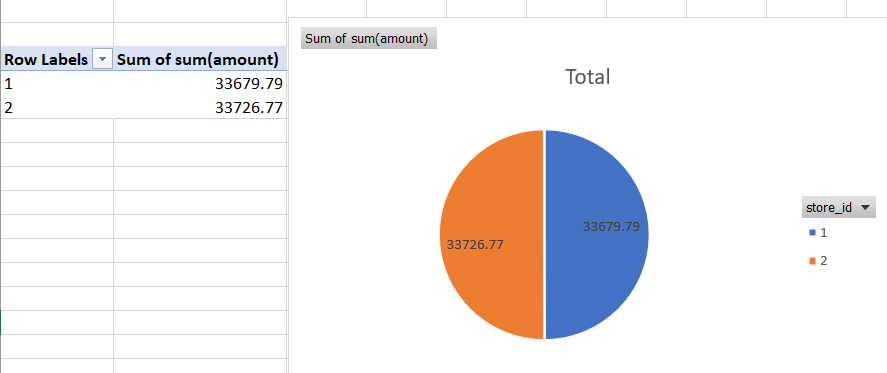 Row Labels Sum of sum(amount)
1 33679.79
2 33726.77
Sum of sum(amount)
Total
33679.79
33726.77
store_id
1
2